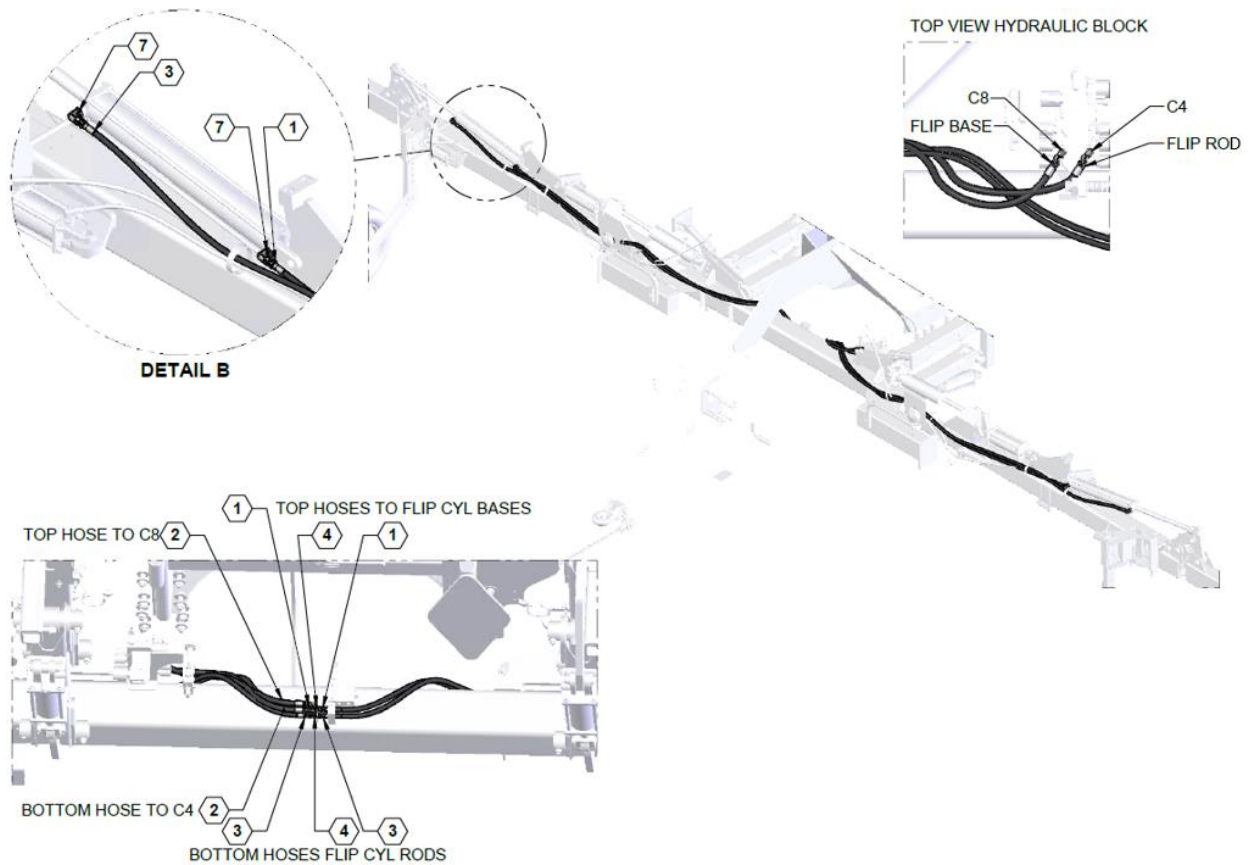 7
3
7
1
DETAIL B
TOP VIEW HYDRAULIC BLOCK
C8
C4
FLIP BASE
FLIP ROD
1
TOP HOSES TO FLIP CYL BASES
TOP HOSE TO C8
2
4
1
BOTTOM HOSE TO C4
2
3
4
3
BOTTOM HOSES FLIP CYL RODS